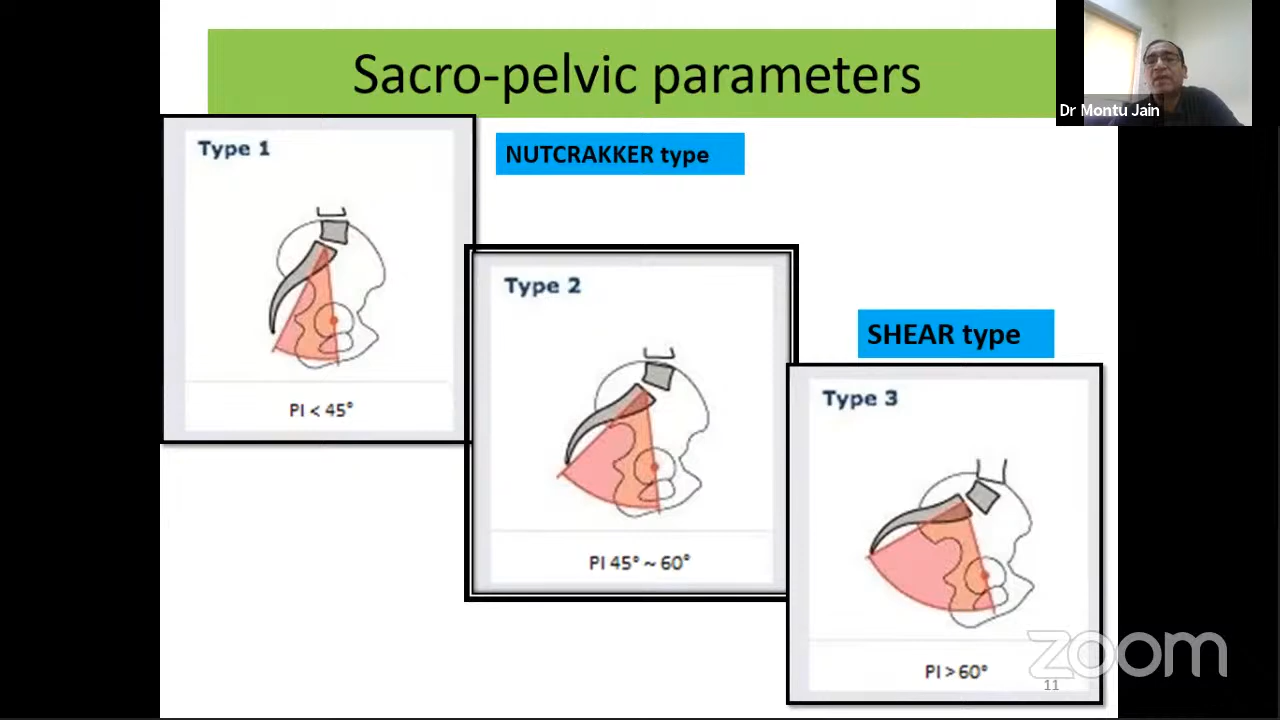 Sacro-pelvic parameters
Dr Montu Jain
Type 1
NUTCRAKKER type
PI < 45°
Type 2
PI 45° ~ 60°
SHEAR type
Type 3
PI > 60°
zoom
11